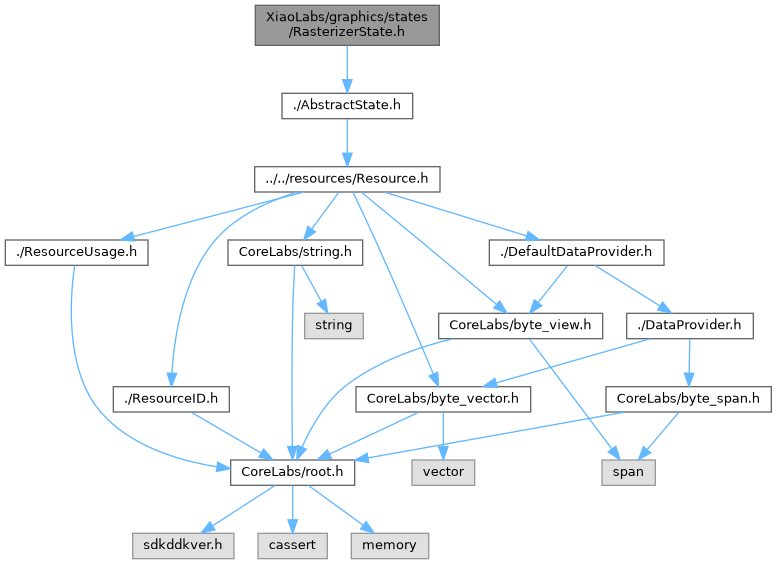 XiaoLabs/graphics/states
/RasterizerState.h
./AbstractState.h
../../resources/Resource.h
./ResourceUsage.h
CoreLabs/string.h
./DefaultDataProvider.h
string
CoreLabs/byte_view.h
./DataProvider.h
./ResourceID.h
CoreLabs/byte_vector.h
CoreLabs/byte_span.h
CoreLabs/root.h
vector
span
sdkddkver.h
cassert
memory